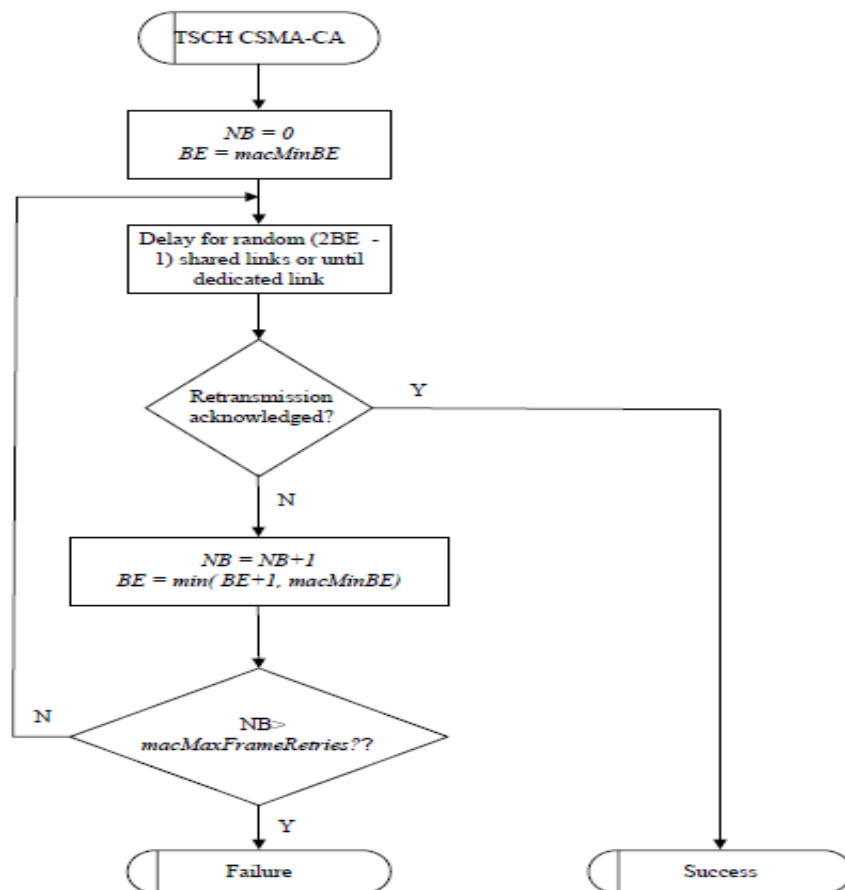 TSCH CSMA-CA
NB = 0
BE = macMinBE
Delay for random (2BE -
1) shared links or until
dedicated link
Retransmission
acknowledged?
Y
N
NB = NB+1
BE = min( BE+1, macMinBE)
N
NB>
macMaxFrameRetries??
Y
Failure
Success